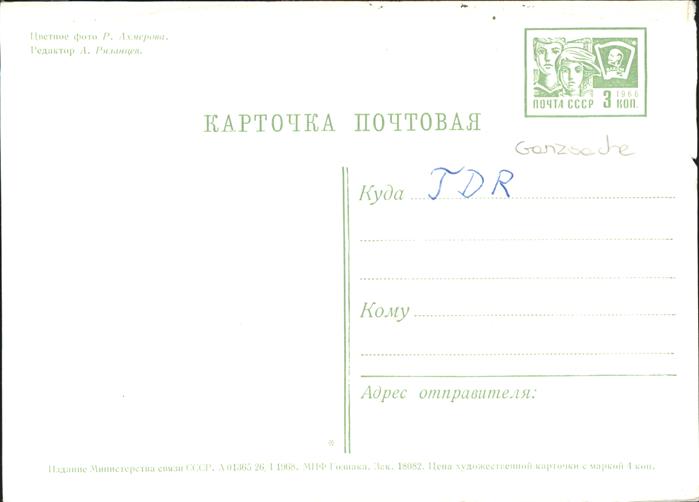 Цветное фото Р. Ахмерова.
Редактор А. Рязанцев.
1966
ПОЧТА СССР 3 КОП.
КАРТОЧКА ПОЧТОВАЯ
Ganzsache
Куда TDR
Кому
Адрес отправителя:
*
Издание Министерства связи СССР. А 01365 26. I 1968. МПФ Гознака. Зак. 18082. Цена художественной карточки с маркой 4 коп.